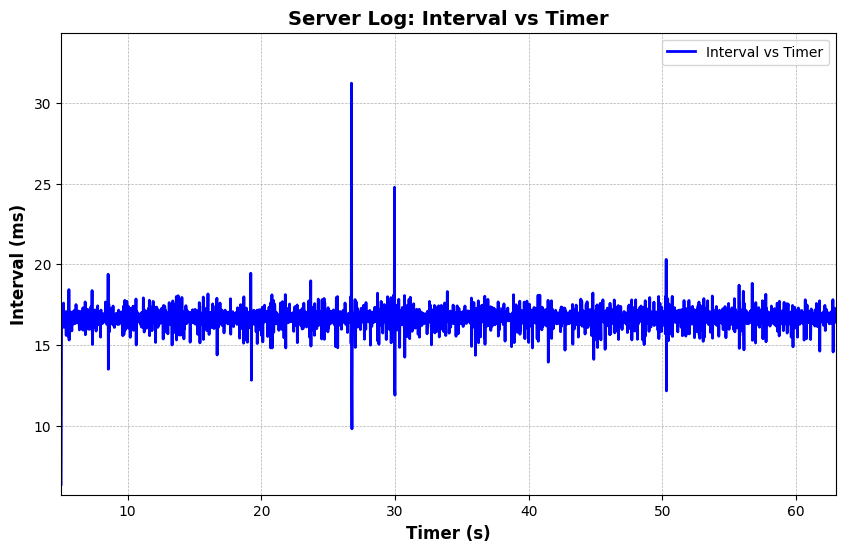 Server Log: Interval vs Timer
Interval vs Timer
Interval (ms)
30
25
20
15
10
10 20 30 40 50 60
Timer (s)